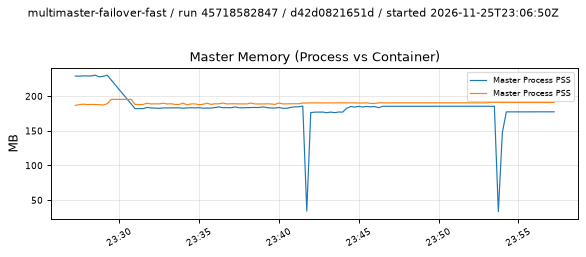 multimaster-failover-fast / run 45718582847 / d42d0821651d / started 2026-11-25T23:06:50Z
Master Memory (Process vs Container)
Master Process PSS
Master Process PSS
MB
200
150
100
50
23:30
23:35
23:40
23:45
23:50
23:55